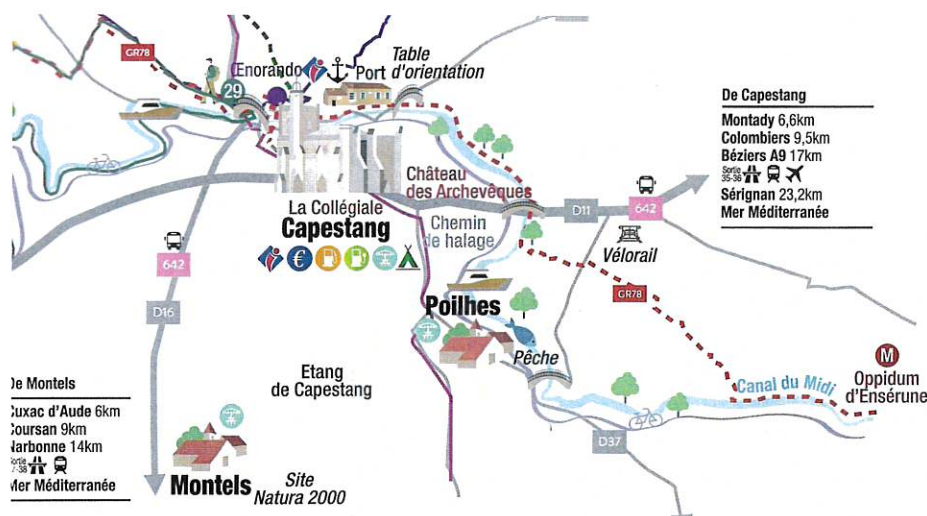 GR78
29
Enorando
Port
Table
d'orientation
De Capestang
Montady 6,6km
Colombiers 9,5km
Béziers A9 17km
Sortie
35-36
Sérignan 23,2km
Mer Méditerranée
Château
des Archevêques
La Collégiale
Capestang
€
Chemin
de halage
D11
642
Vélorail
642
D16
Poilhes
Pêche
GR78
M
Oppidum
d'Ensérune
Canal du Midi
Etang
de Capestang
D37
De Montels
Cuxac d'Aude 6km
Coursan 9km
Narbonne 14km
Mer Méditerranée
Montels
Site
Natura 2000